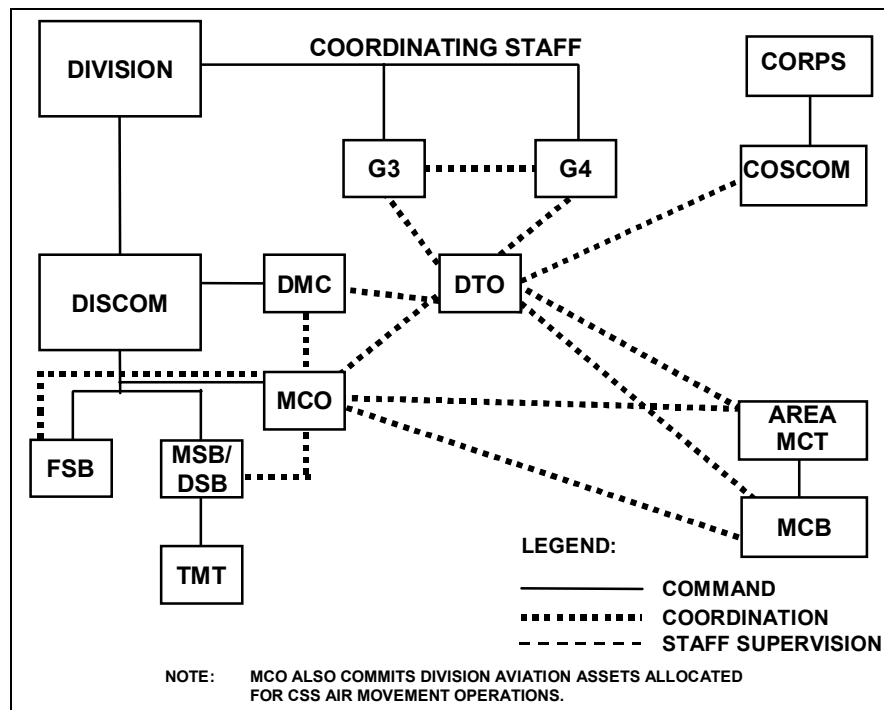 COORDINATING STAFF
DIVISION
CORPS
G3
G4
COSCOM
DISCOM
DMC
DTO
MCO
AREA
MCT
FSB
MSB/
DSB
MCB
TMT
LEGEND:
COMMAND
COORDINATION
STAFF SUPERVISION
NOTE: MCO ALSO COMMITS DIVISION AVIATION ASSETS ALLOCATED
FOR CSS AIR MOVEMENT OPERATIONS.